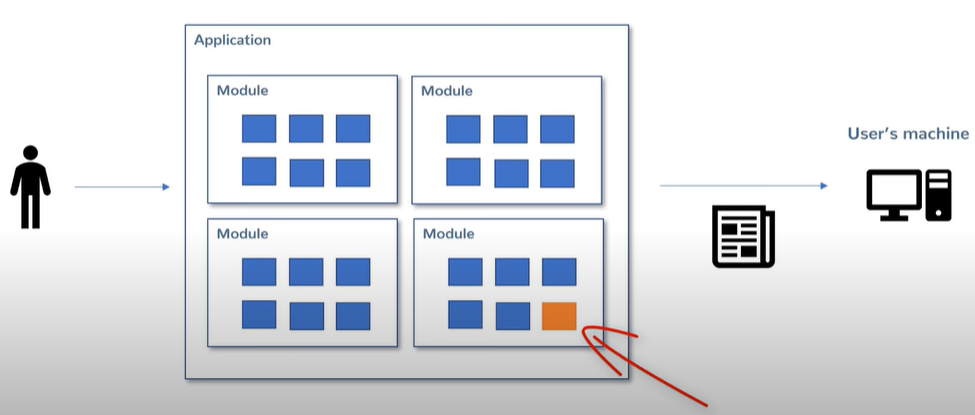 Application
Module
Module
User's machine
Module
Module